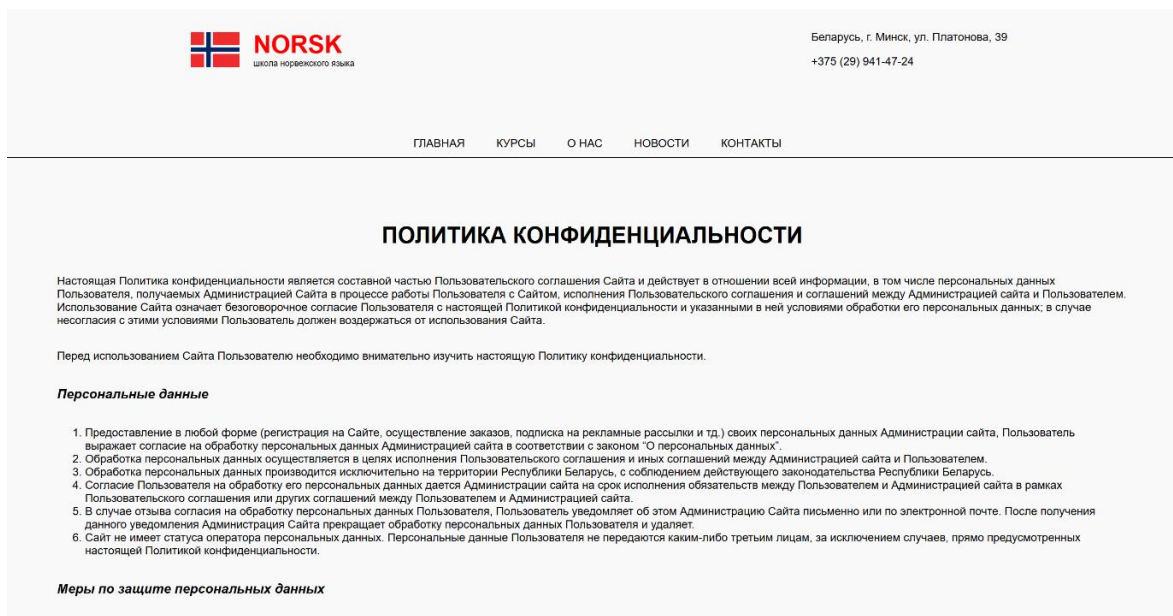 NORSK
школа норвежского языка
Беларусь, г. Минск, ул. Платонова, 39
+375 (29) 941-47-24
ГЛАВНАЯ КУРСЫ О НАС НОВОСТИ КОНТАКТЫ
ПОЛИТИКА КОНФИДЕНЦИАЛЬНОСТИ
Настоящая Политика конфиденциальности является составной частью Пользовательского соглашения Сайта и действует в отношении всей информации, в том числе персональных данных
Пользователя, получаемых Администрацией Сайта в процессе работы Пользователя с Сайтом, исполнения Пользовательского соглашения и соглашений между Администрацией сайта и Пользователем.
Использование Сайта означает безоговорочное согласие Пользователя с настоящей Политикой конфиденциальности и указанными в ней условиями обработки его персональных данных; в случае
несогласия с этими условиями Пользователь должен воздержаться от использования Сайта.
Перед использованием Сайта Пользователю необходимо внимательно изучить настоящую Политику конфиденциальности.
Персональные данные
1. Предоставление в любой форме (регистрация на Сайте, осуществление заказов, подписка на рекламные рассылки и тд.) своих персональных данных Администрации сайта, Пользователь
выражает согласие на обработку персональных данных Администрацией сайта в соответствии с законом "О персональных данных".
2. Обработка персональных данных осуществляется в целях исполнения Пользовательского соглашения и иных соглашений между Администрацией сайта и Пользователем.
3. Обработка персональных данных производится исключительно на территории Республики Беларусь, с соблюдением действующего законодательства Республики Беларусь.
4. Согласие Пользователя на обработку его персональных данных дается Администрации сайта на срок исполнения обязательств между Пользователем и Администрацией сайта в рамках
Пользовательского соглашения или других соглашений между Пользователем и Администрацией сайта.
5. В случае отзыва согласия на обработку персональных данных Пользователя, Пользователь уведомляет об этом Администрацию Сайта письменно или по электронной почте. После получения
данного уведомления Администрация Сайта прекращает обработку персональных данных Пользователя и удаляет.
6. Сайт не имеет статуса оператора персональных данных. Персональные данные Пользователя не передаются каким-либо третьим лицам, за исключением случаев, прямо предусмотренных
настоящей Политикой конфиденциальности.
Меры по защите персональных данных